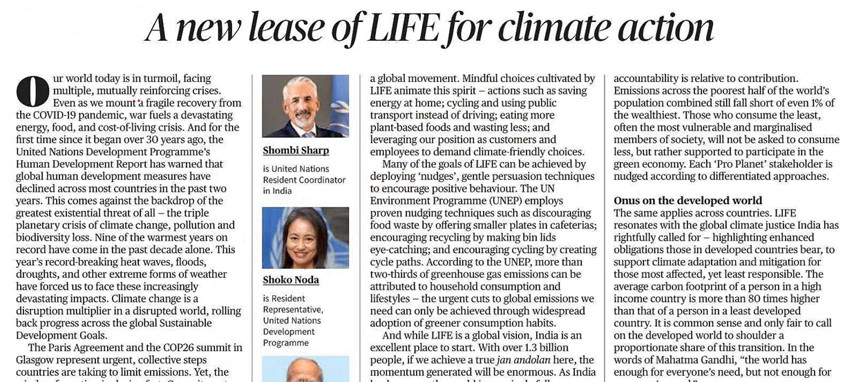 A new lease of LIFE for climate action
Our world today is in turmoil, facing
multiple, mutually reinforcing crises.
Even as we mount a fragile recovery from
the COVID-19 pandemic, war fuels a devastating
energy, food, and cost-of-living crisis. And for the
first time since it began over 30 years ago, the
United Nations Development Programme's
Human Development Report has warned that
global human development measures have
declined across most countries in the past two
years. This comes against the backdrop of the
greatest existential threat of all – the triple
planetary crisis of climate change, pollution and
biodiversity loss. Nine of the warmest years on
record have come in the past decade alone. This
year's record-breaking heat waves, floods,
droughts, and other extreme forms of weather
have forced us to face these increasingly
devastating impacts. Climate change is a
disruption multiplier in a disrupted world, rolling
back progress across the global Sustainable
Development Goals.
The Paris Agreement and the COP26 summit in
Glasgow represent urgent, collective steps
countries are taking to limit emissions. Yet, the
Shombi Sharp
is United Nations
Resident Coordinator
in India
Shoko Noda
is Resident
Representative,
United Nations
Development
Programme
a global movement. Mindful choices cultivated by
LIFE animate this spirit – actions such as saving
energy at home; cycling and using public
transport instead of driving; eating more
plant-based foods and wasting less; and
leveraging our position as customers and
employees to demand climate-friendly choices.
Many of the goals of LIFE can be achieved by
deploying 'nudges', gentle persuasion techniques
to encourage positive behaviour. The UN
Environment Programme (UNEP) employs
proven nudging techniques such as discouraging
food waste by offering smaller plates in cafeterias;
encouraging recycling by making bin lids
eye-catching; and encouraging cycling by creating
cycle paths. According to the UNEP, more than
two-thirds of greenhouse gas emissions can be
attributed to household consumption and
lifestyles – the urgent cuts to global emissions we
need can only be achieved through widespread
adoption of greener consumption habits.
And while LIFE is a global vision, India is an
excellent place to start. With over 1.3 billion
people, if we achieve a true jan andolan here, the
momentum generated will be enormous. As India
accountability is relative to contribution.
Emissions across the poorest half of the world's
population combined still fall short of even 1% of
the wealthiest. Those who consume the least,
often the most vulnerable and marginalised
members of society, will not be asked to consume
less, but rather supported to participate in the
green economy. Each 'Pro Planet' stakeholder is
nudged according to differentiated approaches.
Onus on the developed world
The same applies across countries. LIFE
resonates with the global climate justice India has
rightfully called for – highlighting enhanced
obligations those in developed countries bear, to
support climate adaptation and mitigation for
those most affected, yet least responsible. The
average carbon footprint of a person in a high
income country is more than 80 times higher
than that of a person in a least developed
country. It is common sense and only fair to call
on the developed world to shoulder a
proportionate share of this transition. In the
words of Mahatma Gandhi, "the world has
enough for everyone's need, but not enough for